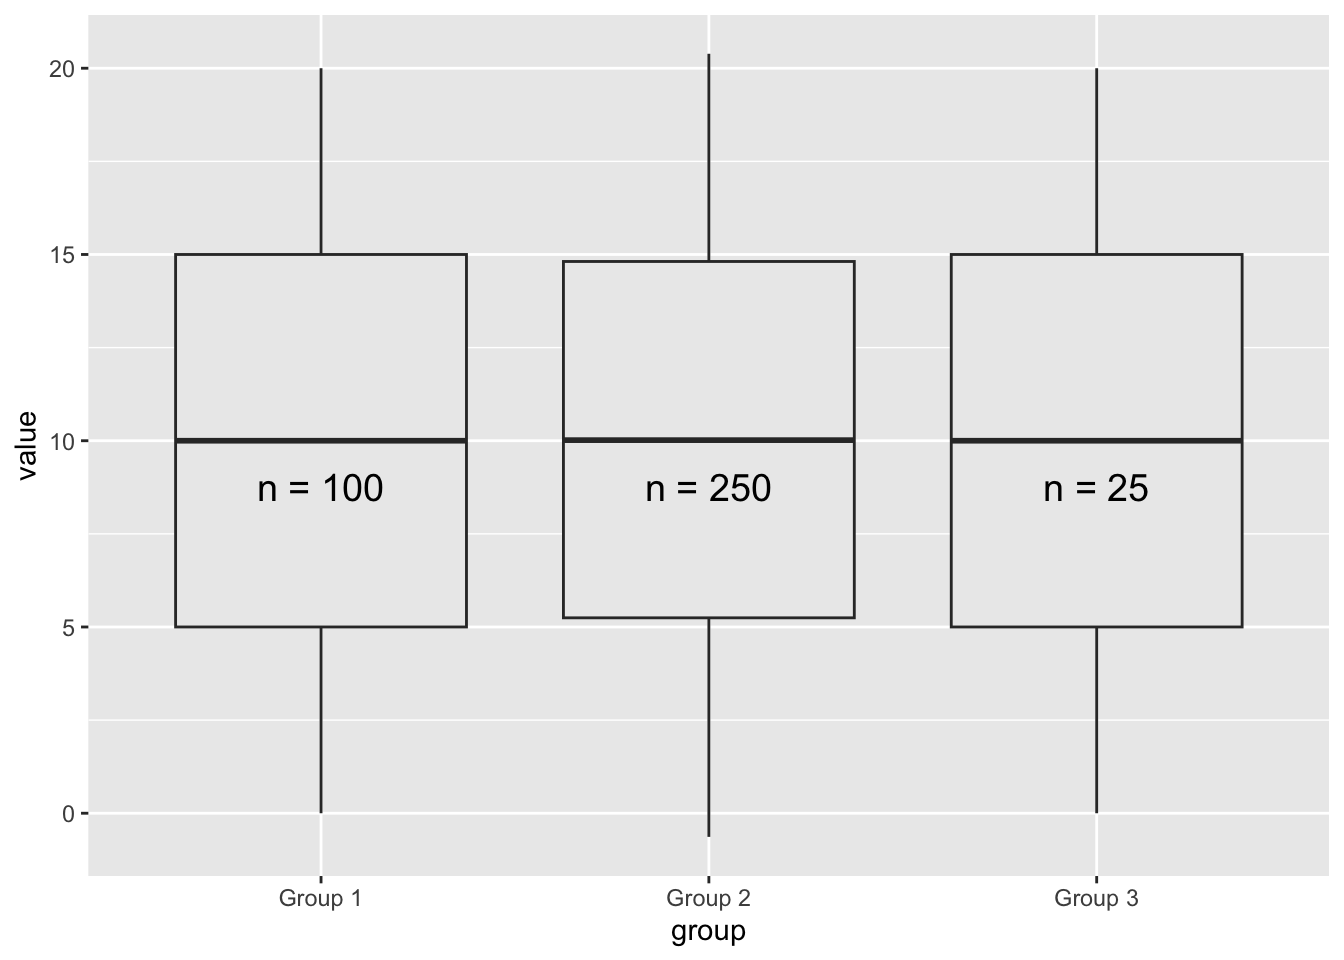 20
15
10
5
0
value
n = 100
n = 250
n = 25
Group 1
Group 2
Group 3
group